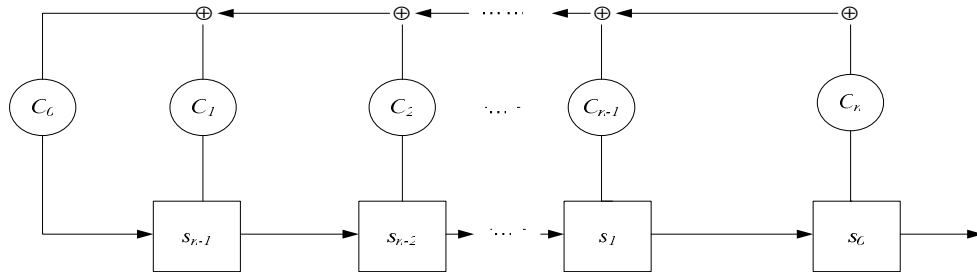 ⊕ ⊕ ...... ⊕ ⊕
C₀ C₁ C₂ ... Cₙ₋₁ Cₙ
sₙ₋₁ sₙ₋₂ ...... s₁ s₀